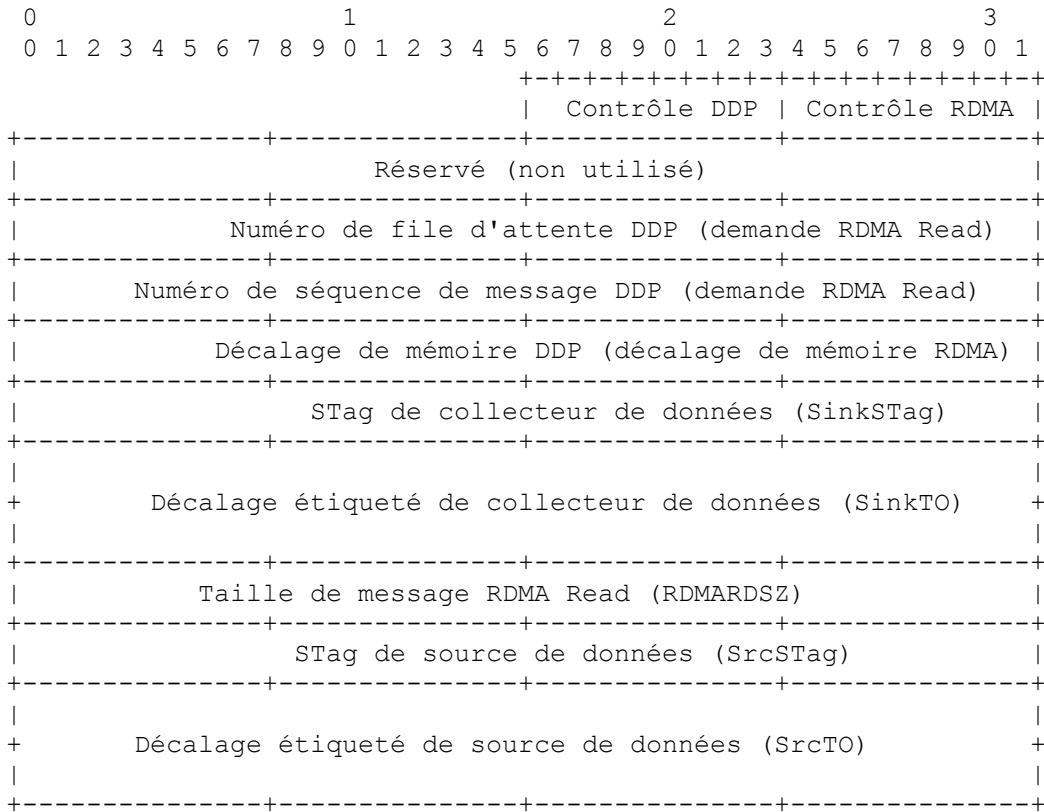 0 1 2 3
0 1 2 3 4 5 6 7 8 9 0 1 2 3 4 5 6 7 8 9 0 1 2 3 4 5 6 7 8 9 0 1
+-+-+-+-+-+-+-+-+-+-+-+-+-+-+-+-+
| Contrôle DDP | Contrôle RDMA |
+---------------+---------------+---------------+---------------+
| Réservé (non utilisé) |
+---------------+---------------+---------------+---------------+
| Numéro de file d'attente DDP (demande RDMA Read) |
+---------------+---------------+---------------+---------------+
| Numéro de séquence de message DDP (demande RDMA Read) |
+---------------+---------------+---------------+---------------+
| Décalage de mémoire DDP (décalage de mémoire RDMA) |
+---------------+---------------+---------------+---------------+
| STag de collecteur de données (SinkSTag) |
+---------------+---------------+---------------+---------------+
| |
+ Décalage étiqueté de collecteur de données (SinkTO) +
| |
+---------------+---------------+---------------+---------------+
| Taille de message RDMA Read (RDMARDSZ) |
+---------------+---------------+---------------+---------------+
| STag de source de données (SrcSTag) |
+---------------+---------------+---------------+---------------+
| |
+ Décalage étiqueté de source de données (SrcTO) +
| |
+---------------+---------------+---------------+---------------+